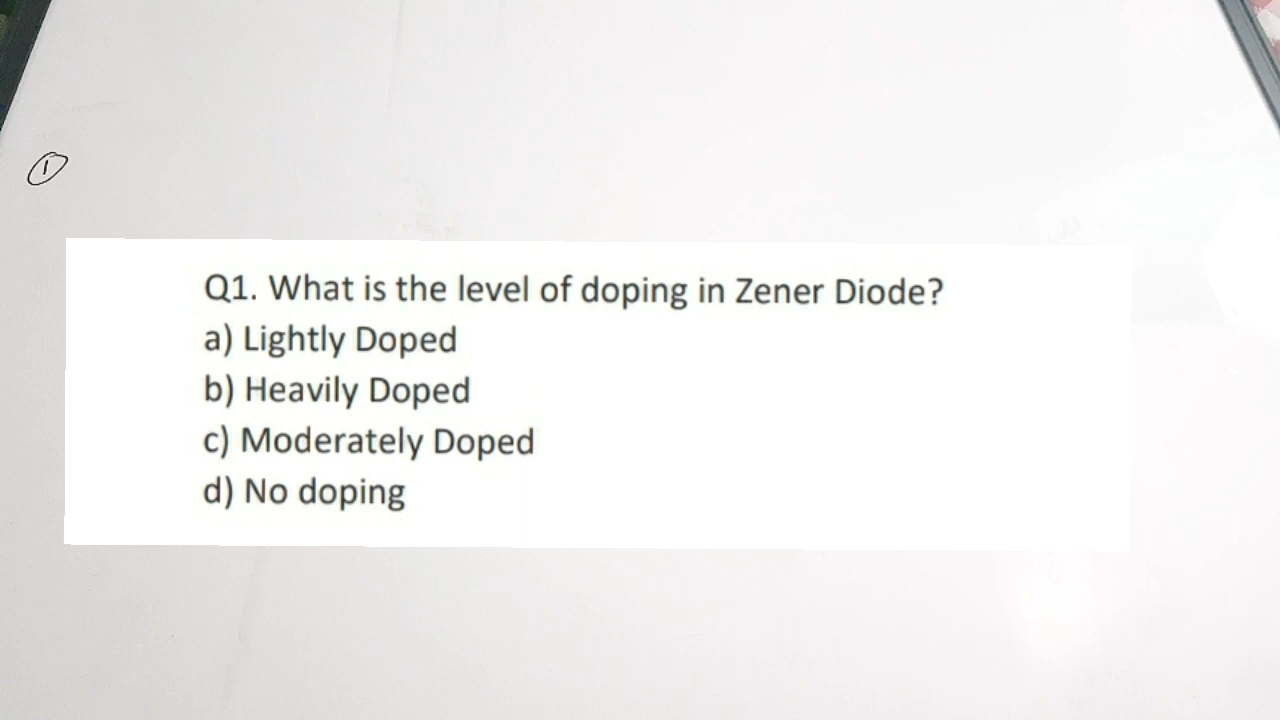 1
Q1. What is the level of doping in Zener Diode?
a) Lightly Doped
b) Heavily Doped
c) Moderately Doped
d) No doping